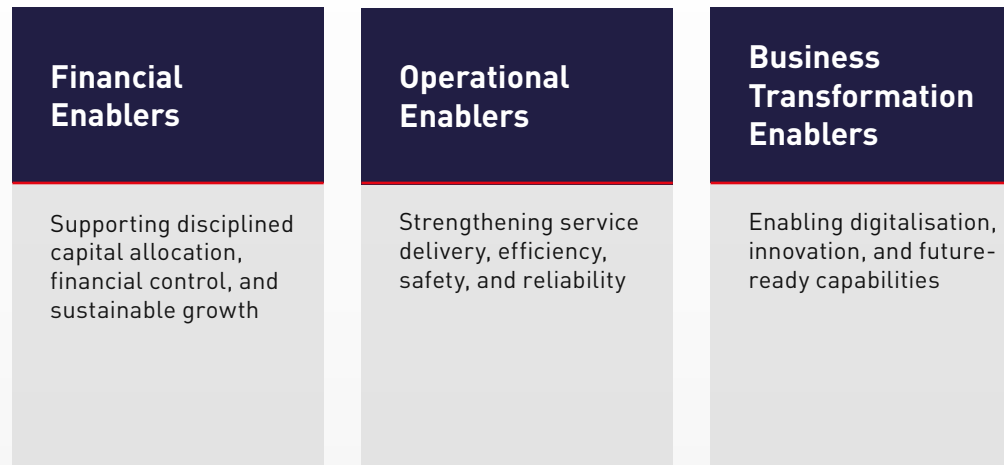 Financial
Enablers
Supporting disciplined
capital allocation,
financial control, and
sustainable growth
Operational
Enablers
Strengthening service
delivery, efficiency,
safety, and reliability
Business
Transformation
Enablers
Enabling digitalisation,
innovation, and future-
ready capabilities